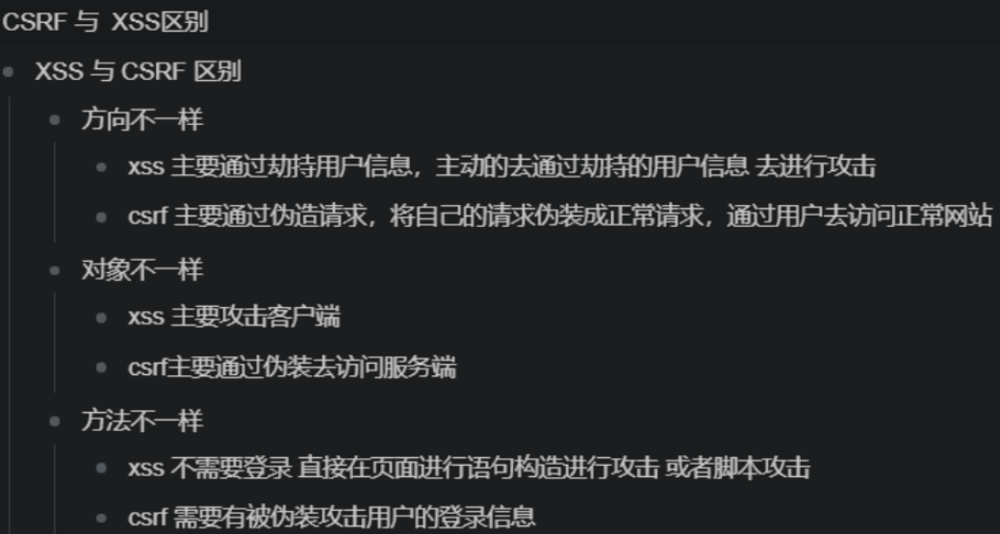 CSRF 与 XSS区别
XSS 与 CSRF 区别
方向不一样
xss 主要通过劫持用户信息，主动的去通过劫持的用户信息 去进行攻击
csrf 主要通过伪造请求，将自己的请求伪装成正常请求，通过用户去访问正常网站
对象不一样
xss 主要攻击客户端
csrf主要通过伪装去访问服务端
方法不一样
xss 不需要登录 直接在页面进行语句构造进行攻击 或者脚本攻击
csrf 需要有被伪装攻击用户的登录信息